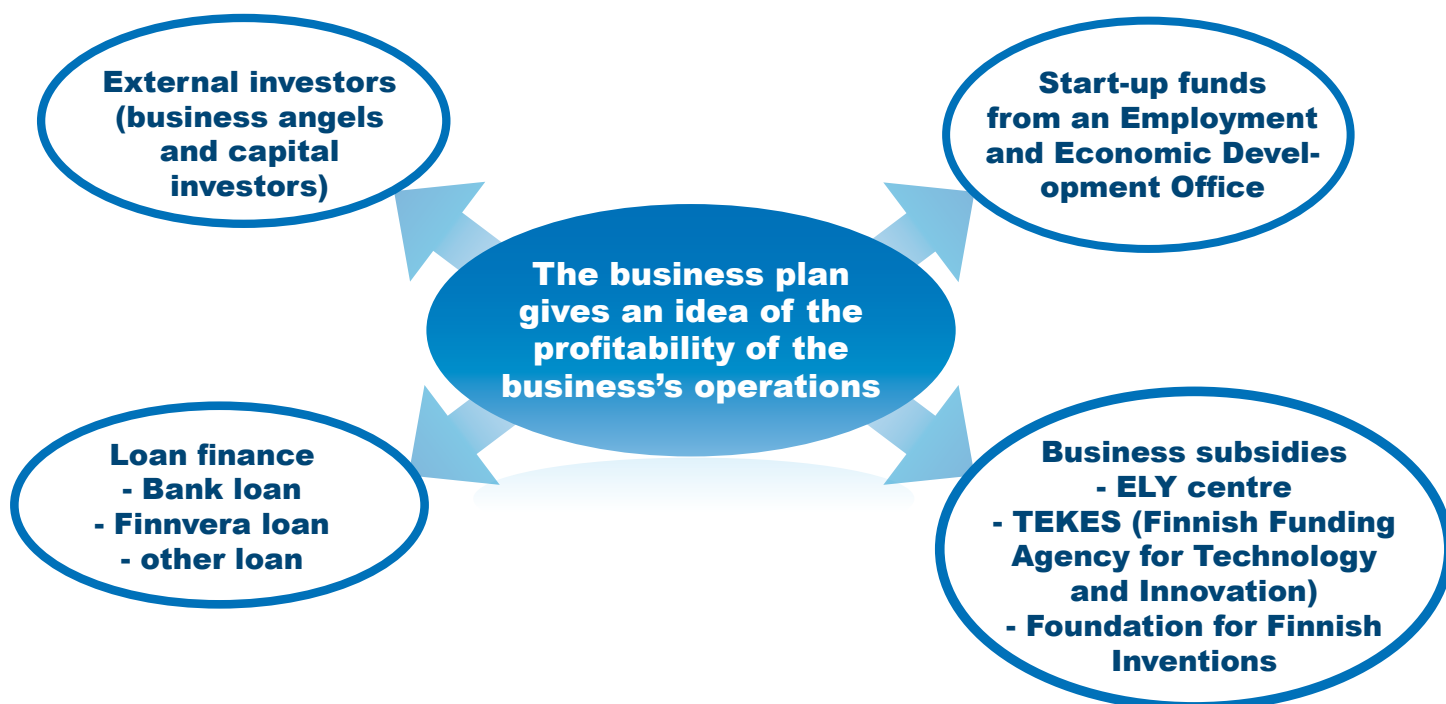 External investors
(business angels
and capital
investors)
Start-up funds
from an Employment
and Economic Devel-
opment Office
The business plan
gives an idea of the
profitability of the
business’s operations
Loan finance
- Bank loan
- Finnvera loan
- other loan
Business subsidies
- ELY centre
- TEKES (Finnish Funding
Agency for Technology
and Innovation)
- Foundation for Finnish
Inventions